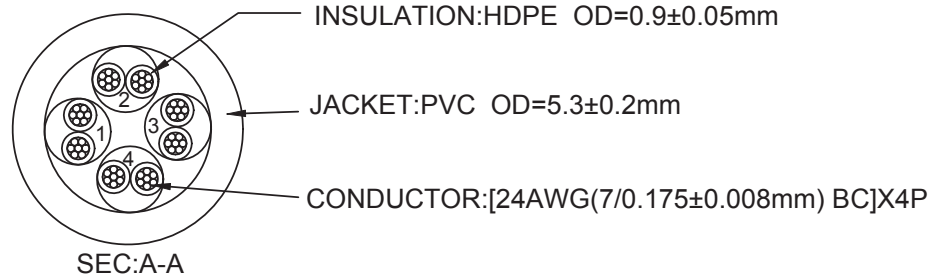 INSULATION:HDPE OD=0.9±0.05mm
2
JACKET:PVC OD=5.3±0.2mm
1
3
4
CONDUCTOR:[24AWG(7/0.175±0.008mm) BC]X4P
SEC:A-A